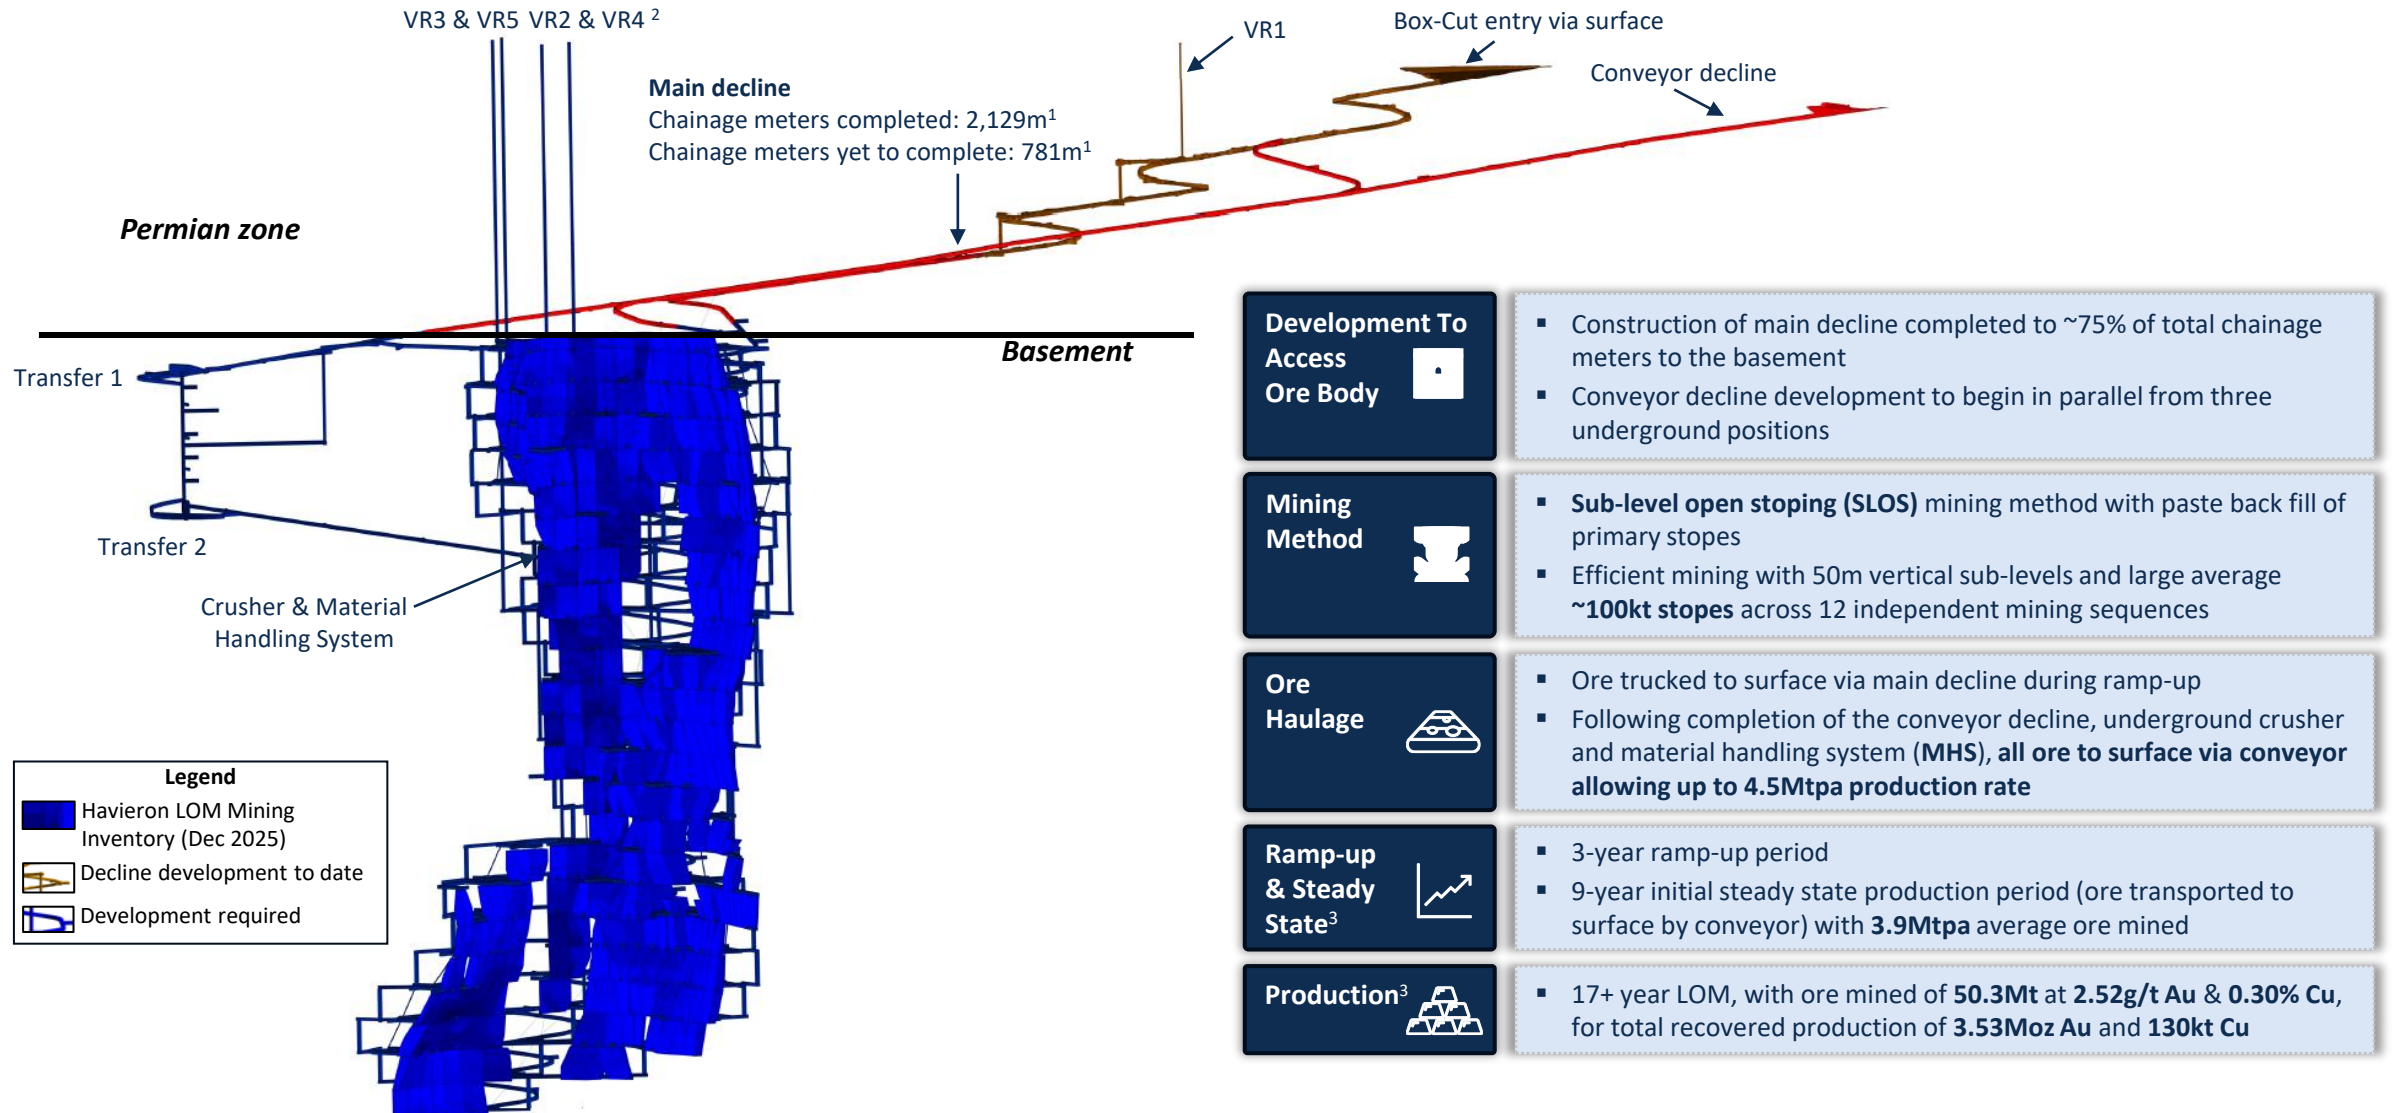 VR3 & VR5 VR2 & VR4 ²
VR1
Box-Cut entry via surface
Conveyor decline
Main decline
Chainage meters completed: 2,129m¹
Chainage meters yet to complete: 781m¹
Permian zone
Basement
Transfer 1
Transfer 2
Crusher & Material
Handling System
Legend
Havieron LOM Mining
Inventory (Dec 2025)
Decline development to date
Development required
Development To
Access
Ore Body
▪ Construction of main decline completed to ~75% of total chainage
meters to the basement
▪ Conveyor decline development to begin in parallel from three
underground positions
Mining
Method
▪ Sub-level open stoping (SLOS) mining method with paste back fill of
primary stopes
▪ Efficient mining with 50m vertical sub-levels and large average
~100kt stopes across 12 independent mining sequences
Ore
Haulage
▪ Ore trucked to surface via main decline during ramp-up
▪ Following completion of the conveyor decline, underground crusher
and material handling system (MHS), all ore to surface via conveyor
allowing up to 4.5Mtpa production rate
Ramp-up
& Steady
State³
▪ 3-year ramp-up period
▪ 9-year initial steady state production period (ore transported to
surface by conveyor) with 3.9Mtpa average ore mined
Production³
▪ 17+ year LOM, with ore mined of 50.3Mt at 2.52g/t Au & 0.30% Cu,
for total recovered production of 3.53Moz Au and 130kt Cu